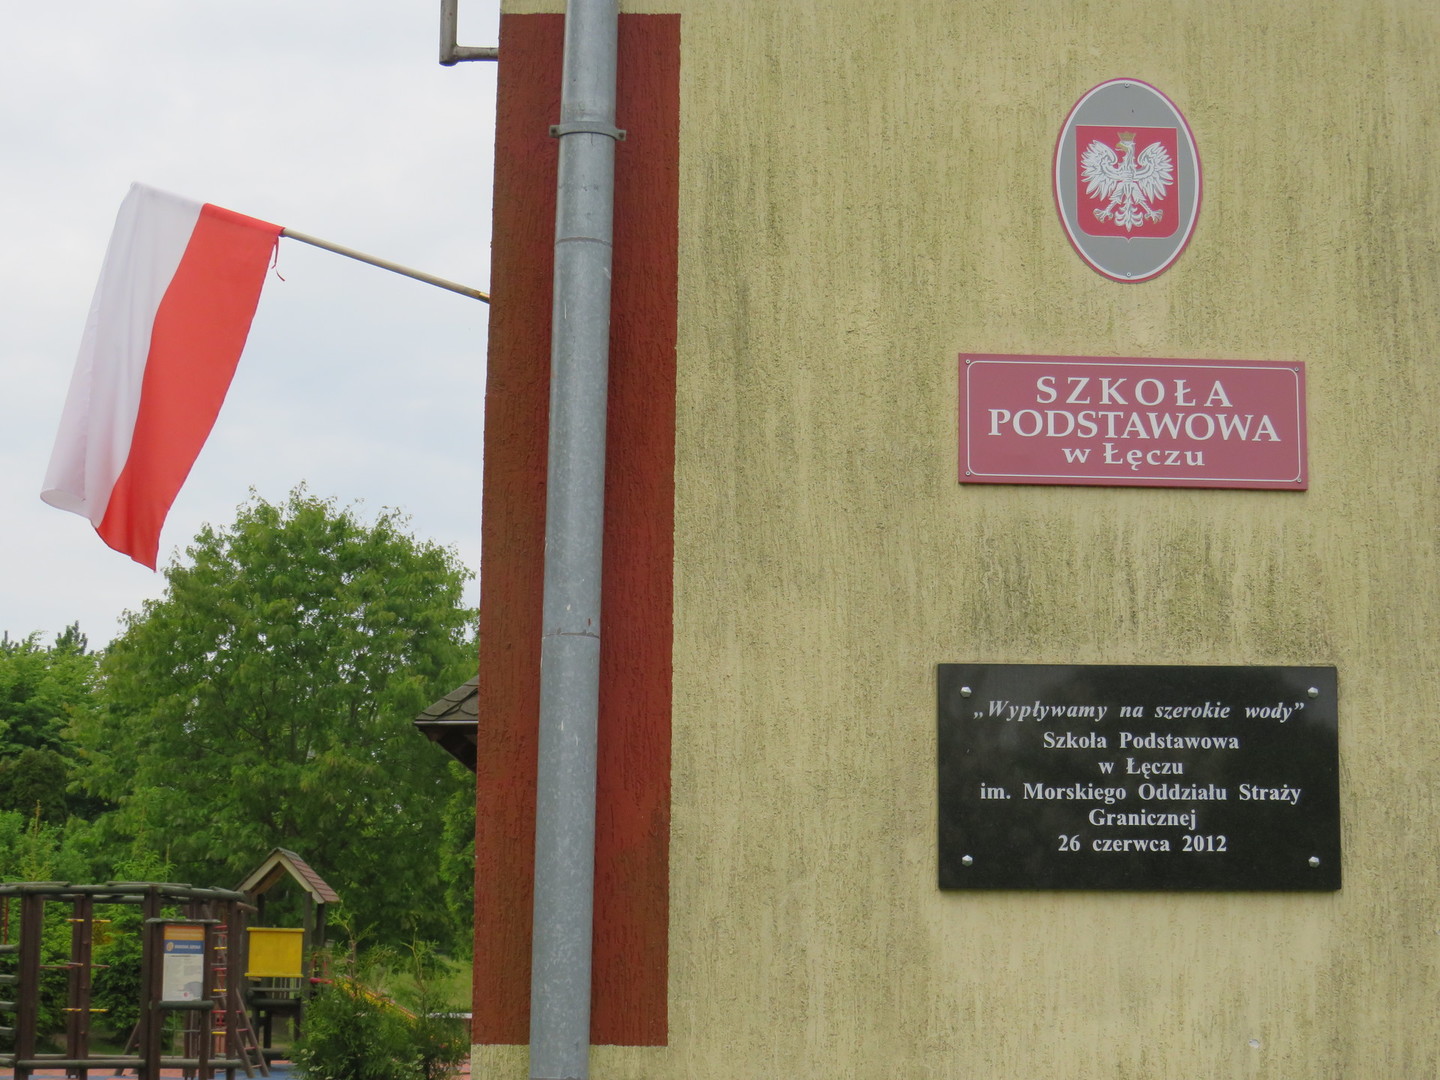 SZKOŁA
PODSTAWOWA
w Łęczu
„Wypływamy na szerokie wody”
Szkoła Podstawowa
w Łęczu
im. Morskiego Oddziału Straży
Granicznej
26 czerwca 2012